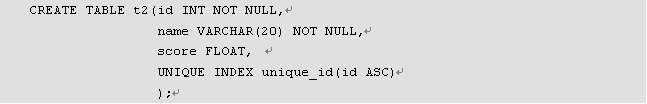 CREATE TABLE t2(id INT NOT NULL,↵
name VARCHAR(20) NOT NULL,↵
score FLOAT, ↵
UNIQUE INDEX unique_id(id ASC)↵
);↵